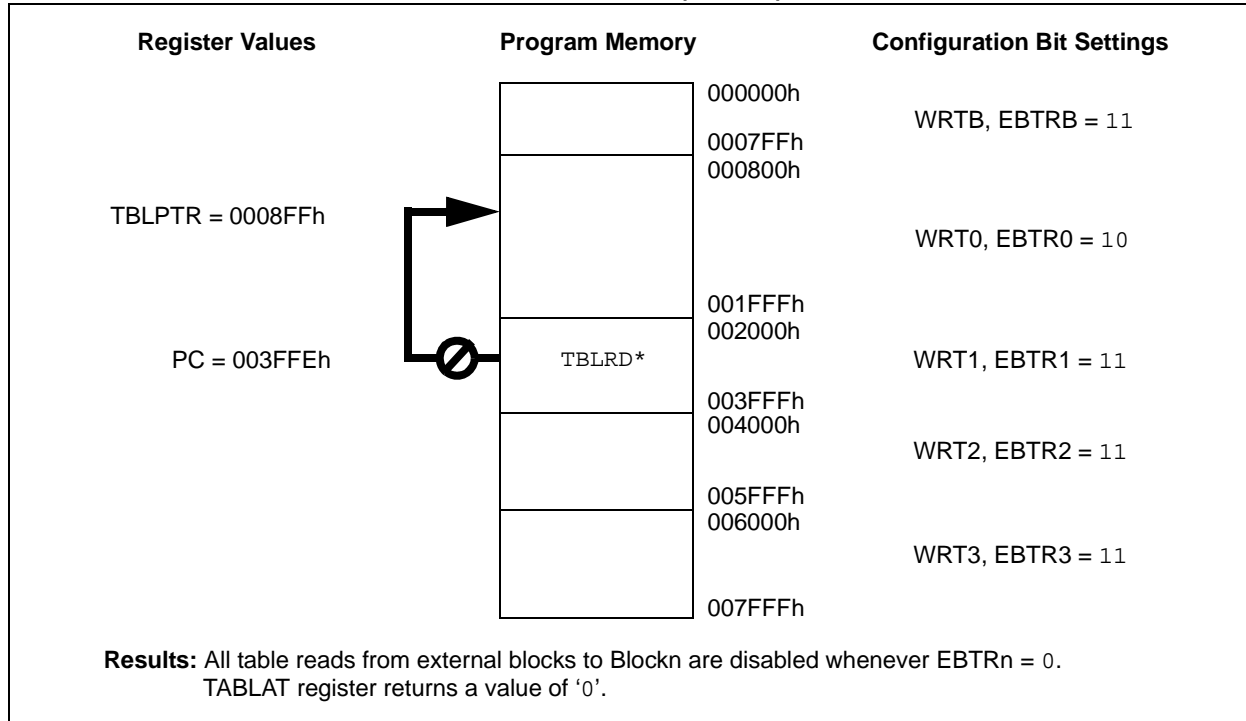 Register Values Program Memory Configuration Bit Settings
000000h
WRTB, EBTRB = 11
0007FFh
000800h
TBLPTR = 0008FFh
WRT0, EBTR0 = 10
001FFFh
002000h
PC = 003FFEh TBLRD* WRT1, EBTR1 = 11
003FFFh
004000h
WRT2, EBTR2 = 11
005FFFh
006000h
WRT3, EBTR3 = 11
007FFFh
Results: All table reads from external blocks to Blockn are disabled whenever EBTRn = 0.
TABLAT register returns a value of ‘0’.